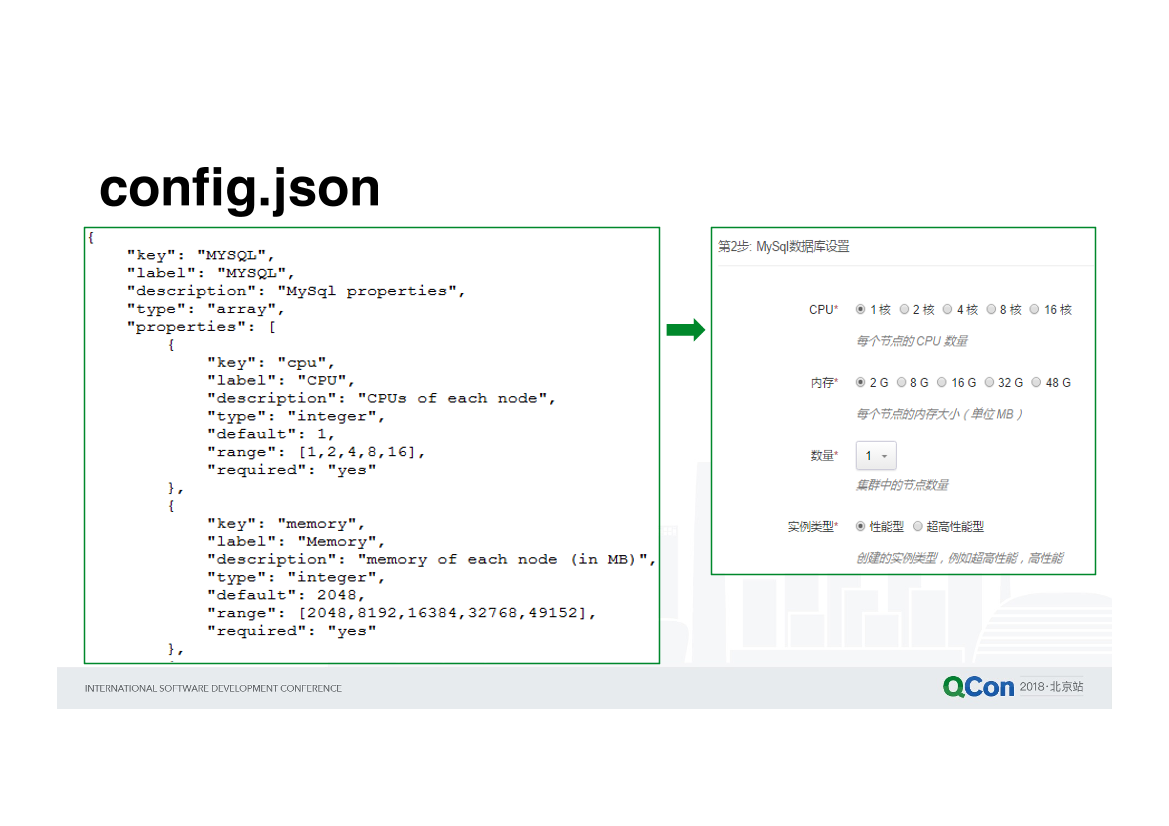 config.json
{
    "key": "MYSQL",
    "label": "MYSQL",
    "description": "MySql properties",
    "type": "array",
    "properties": [
        {
            "key": "cpu",
            "label": "CPU",
            "description": "CPUs of each node",
            "type": "integer",
            "default": 1,
            "range": [1,2,4,8,16],
            "required": "yes"
        },
        {
            "key": "memory",
            "label": "Memory",
            "description": "memory of each node (in MB)",
            "type": "integer",
            "default": 2048,
            "range": [2048,8192,16384,32768,49152],
            "required": "yes"
        },
第2步: MySql数据库设置
CPU* 1 核 2 核 4 核 8 核 16 核
每个节点的 CPU 数量
内存* 2 G 8 G 16 G 32 G 48 G
每个节点的内存大小 ( 单位 MB )
数量* 1
集群中的节点数量
实例类型* 性能型 超高性能型
创建的实例类型，例如超高性能，高性能
INTERNATIONAL SOFTWARE DEVELOPMENT CONFERENCE
QCon 2018·北京站